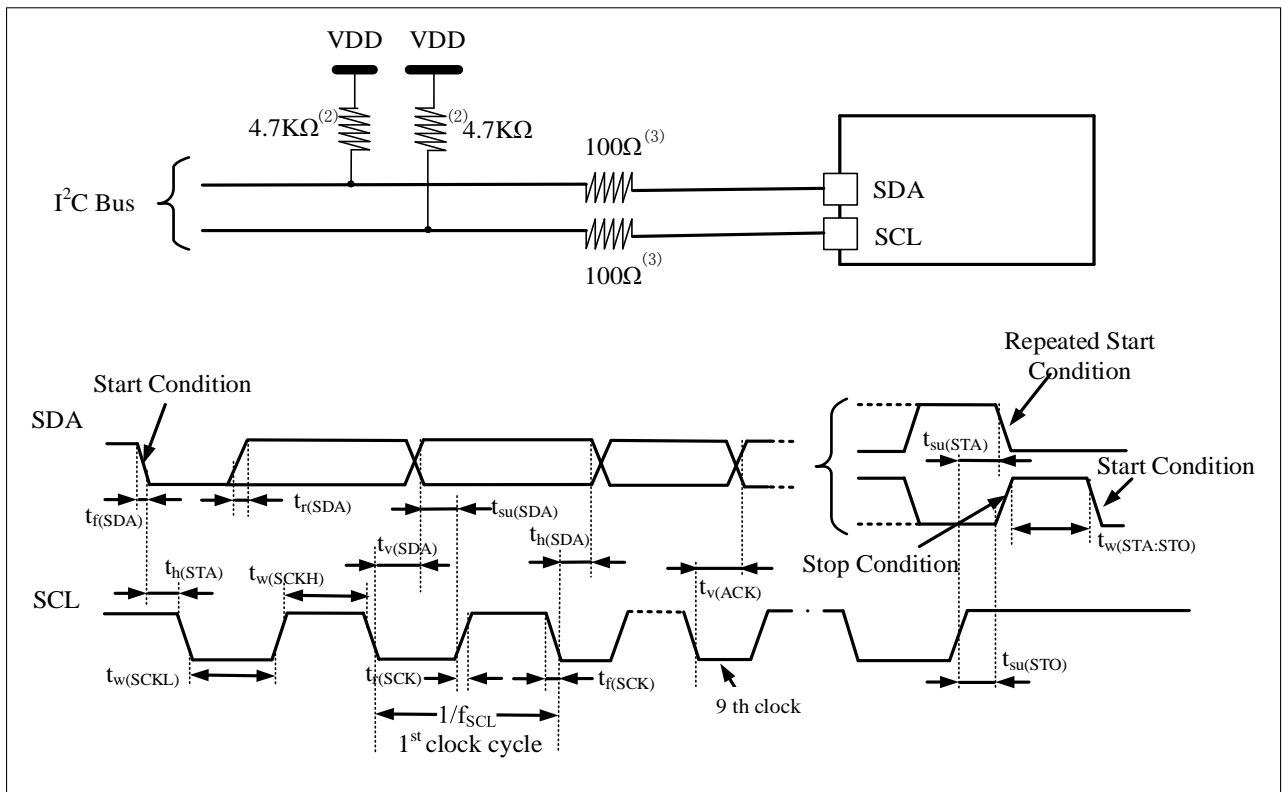 VDD VDD
4.7KΩ(2) (2)4.7KΩ
100Ω(3)
I2C Bus
SDA
SCL
100Ω(3)
Repeated Start
Condition
Start Condition
SDA
tsu(STA)
Start Condition
tf(SDA)
tr(SDA)
tsu(SDA)
tv(SDA)
th(SDA)
tw(STA:STO)
Stop Condition
th(STA)
tw(SCKH)
tv(ACK)
SCL
tw(SCKL)
tr(SCK)
tf(SCK)
9 th clock
tsu(STO)
1/fSCL
1st clock cycle